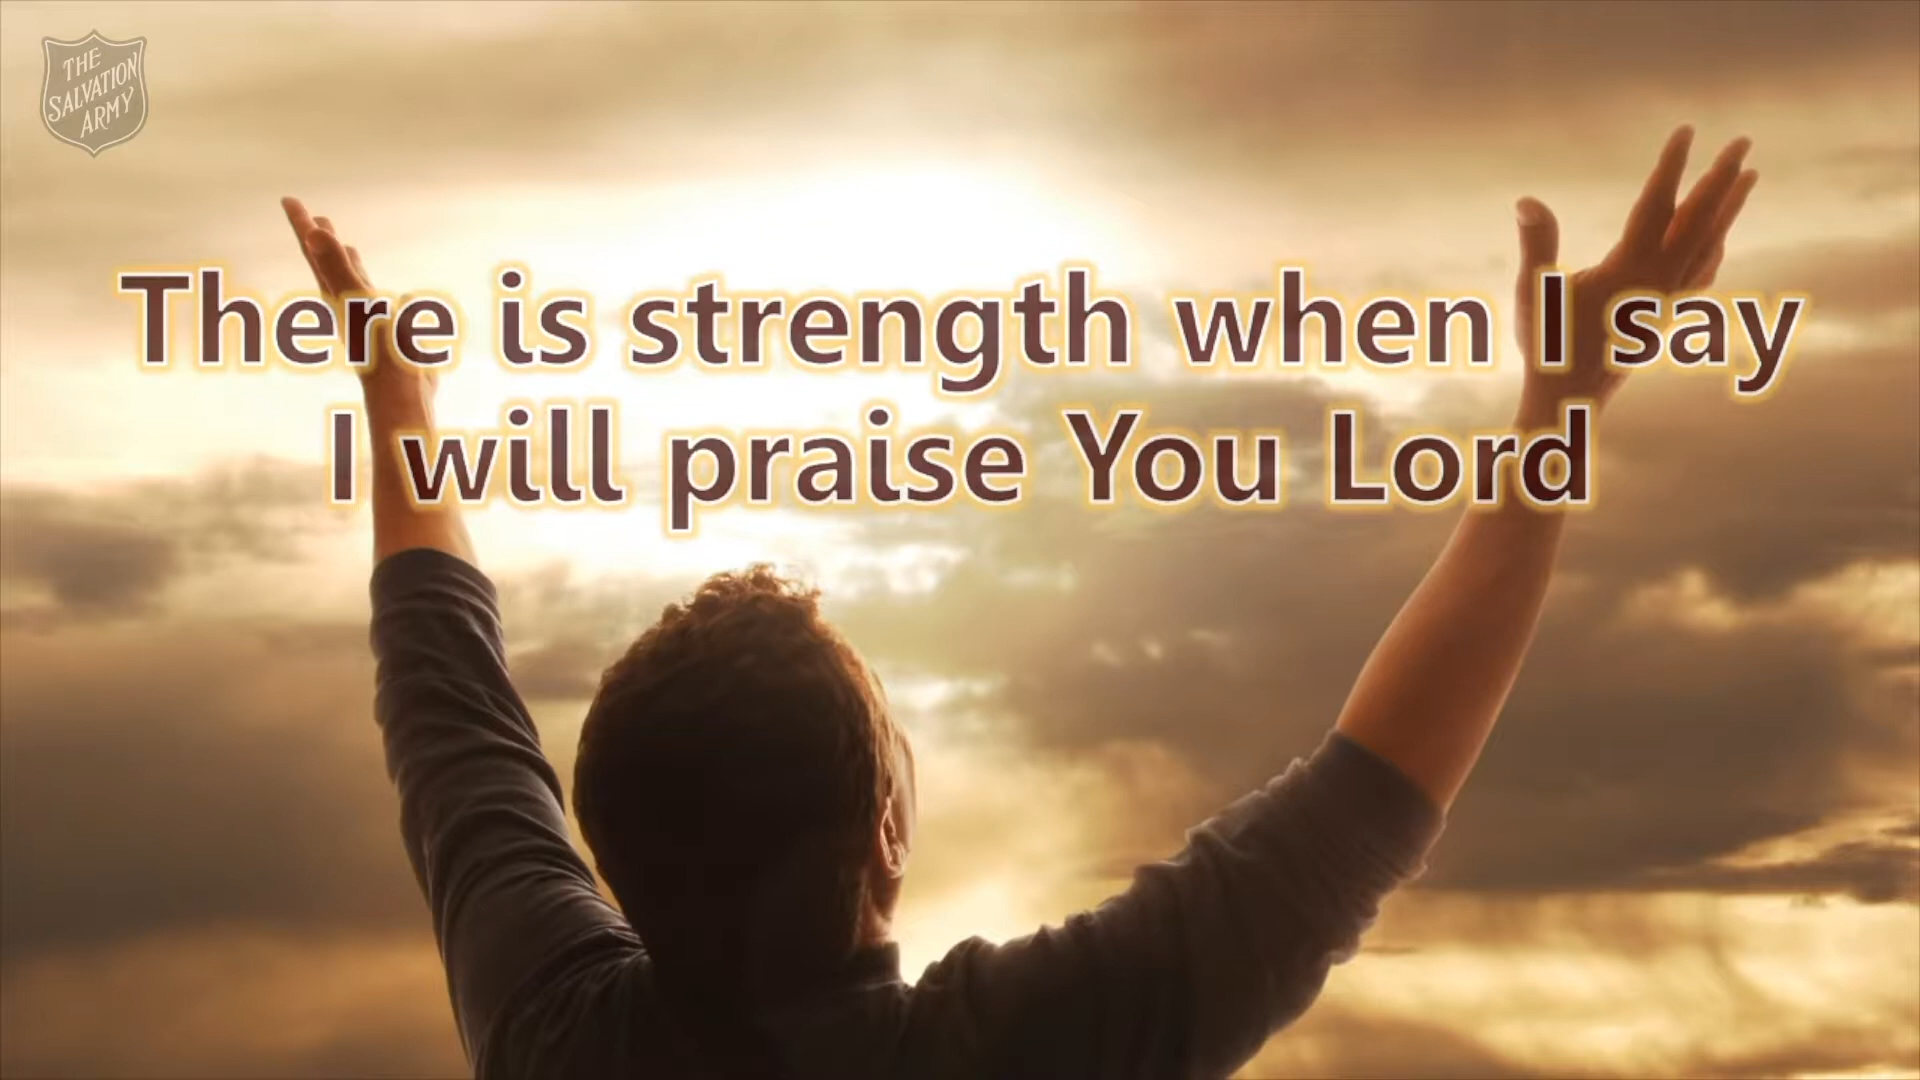 THE
SALVATION
ARMY
There is strength when I say
I will praise You Lord